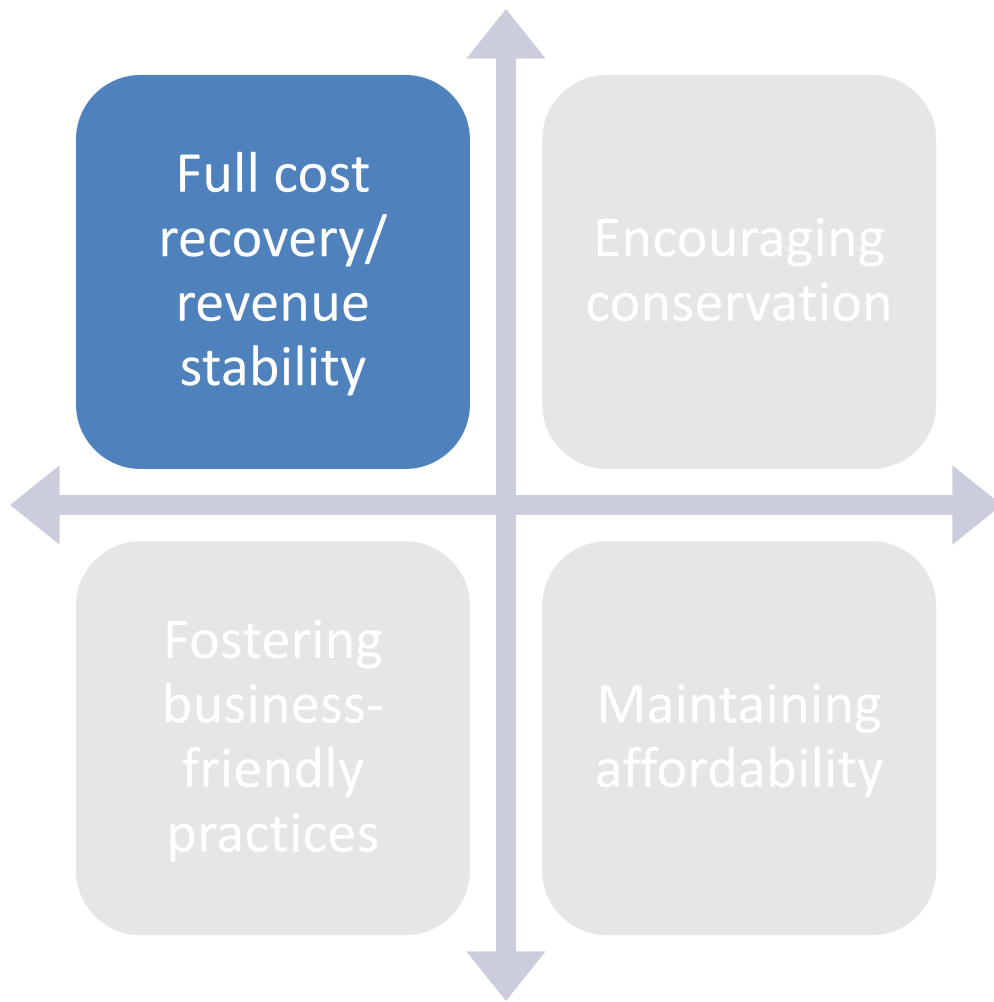 Full cost
recovery/
revenue
stability
Encouraging
conservation
Fostering
business-
friendly
practices
Maintaining
affordability